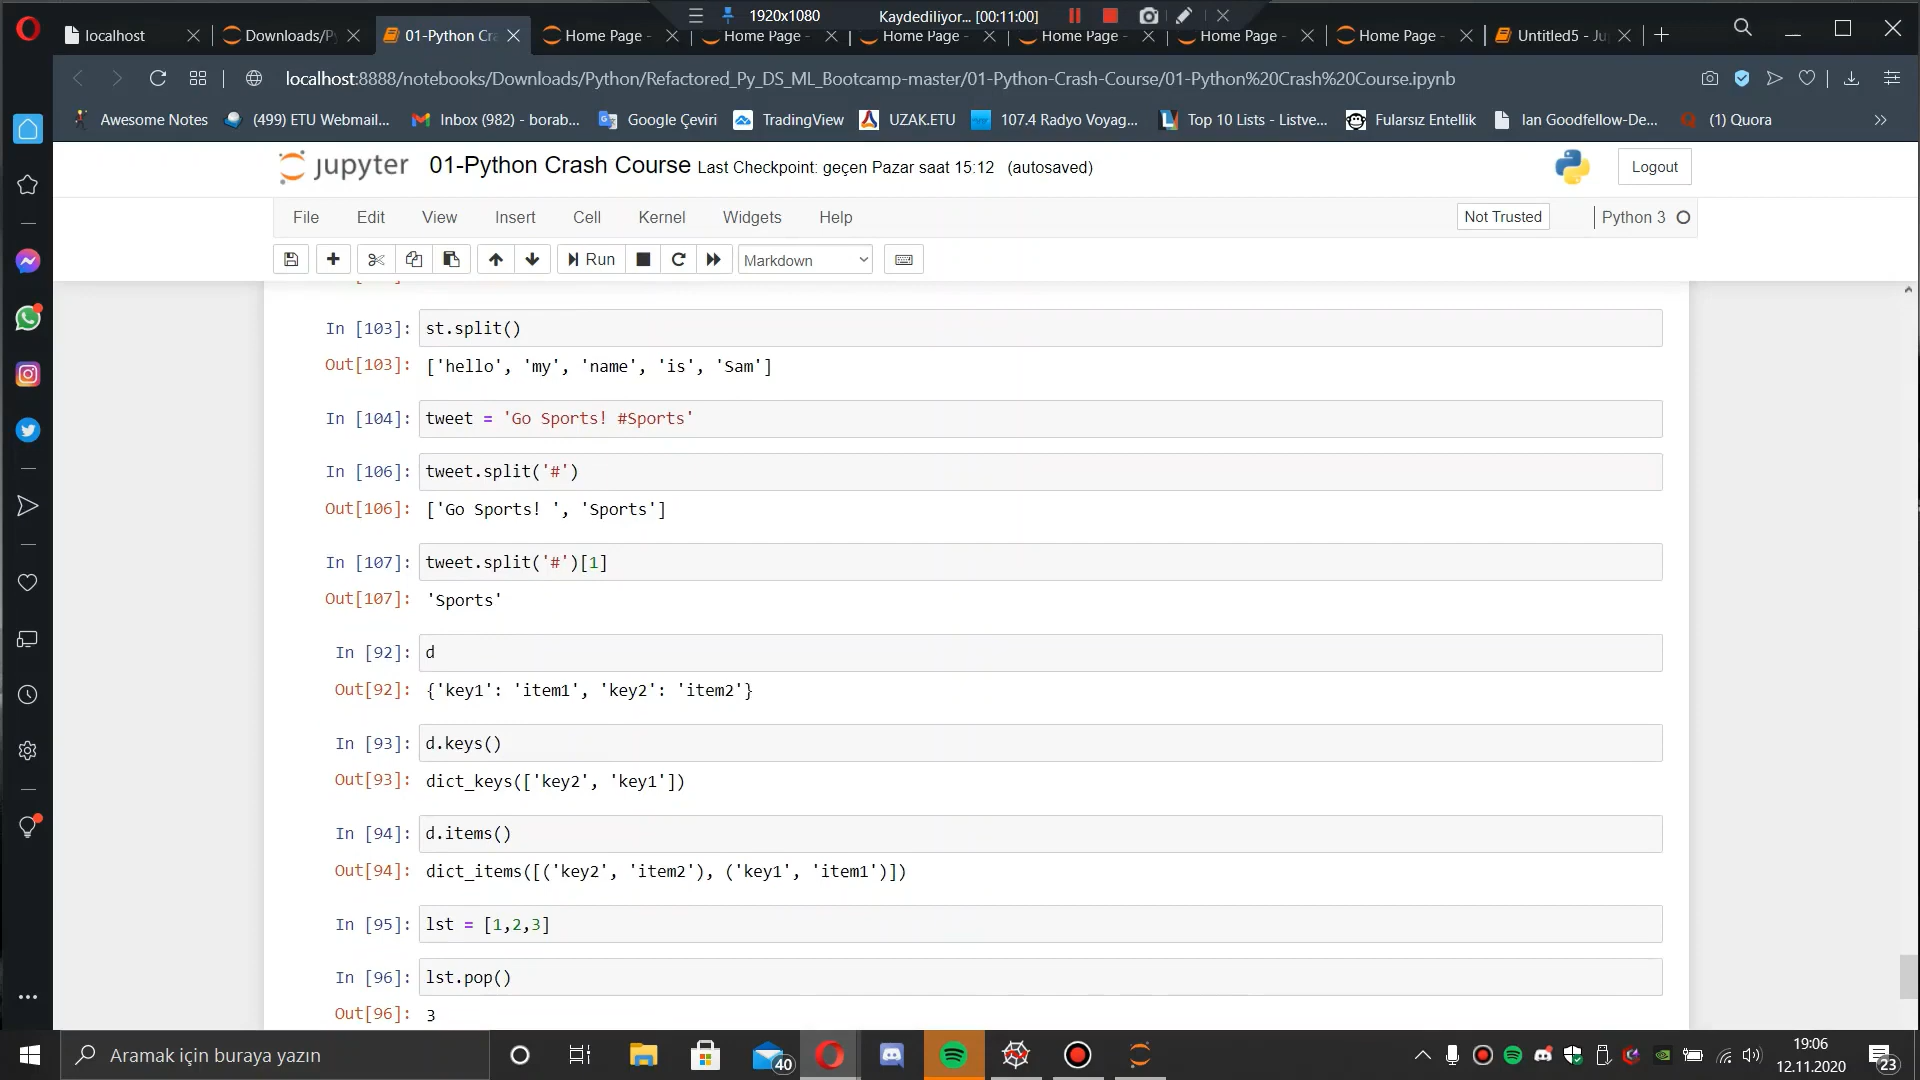 1920x1080 Kaydediliyor... [00:11:00]
localhost Downloads/Py 01-Python Cra Home Page - Home Page - Home Page - Home Page - Home Page - Home Page - Untitled5 - Ju
localhost:8888/notebooks/Downloads/Python/Refactored_Py_DS_ML_Bootcamp-master/01-Python-Crash-Course/01-Python%20Crash%20Course.ipynb
Awesome Notes (499) ETU Webmail... Inbox (982) - borab... Google Çeviri TradingView UZAK.ETU 107.4 Radyo Voyag... Top 10 Lists - Listve... Fularsız Entellik Ian Goodfellow-De... (1) Quora
jupyter 01-Python Crash Course Last Checkpoint: geçen Pazar saat 15:12 (autosaved) Logout
File Edit View Insert Cell Kernel Widgets Help Not Trusted Python 3
Run Markdown
In [103]: st.split()
Out[103]: ['hello', 'my', 'name', 'is', 'Sam']
In [104]: tweet = 'Go Sports! #Sports'
In [106]: tweet.split('#')
Out[106]: ['Go Sports! ', 'Sports']
In [107]: tweet.split('#')[1]
Out[107]: 'Sports'
In [92]: d
Out[92]: {'key1': 'item1', 'key2': 'item2'}
In [93]: d.keys()
Out[93]: dict_keys(['key2', 'key1'])
In [94]: d.items()
Out[94]: dict_items([('key2', 'item2'), ('key1', 'item1')])
In [95]: lst = [1,2,3]
In [96]: lst.pop()
Out[96]: 3
Aramak için buraya yazın 40 19:06
12.11.2020 23